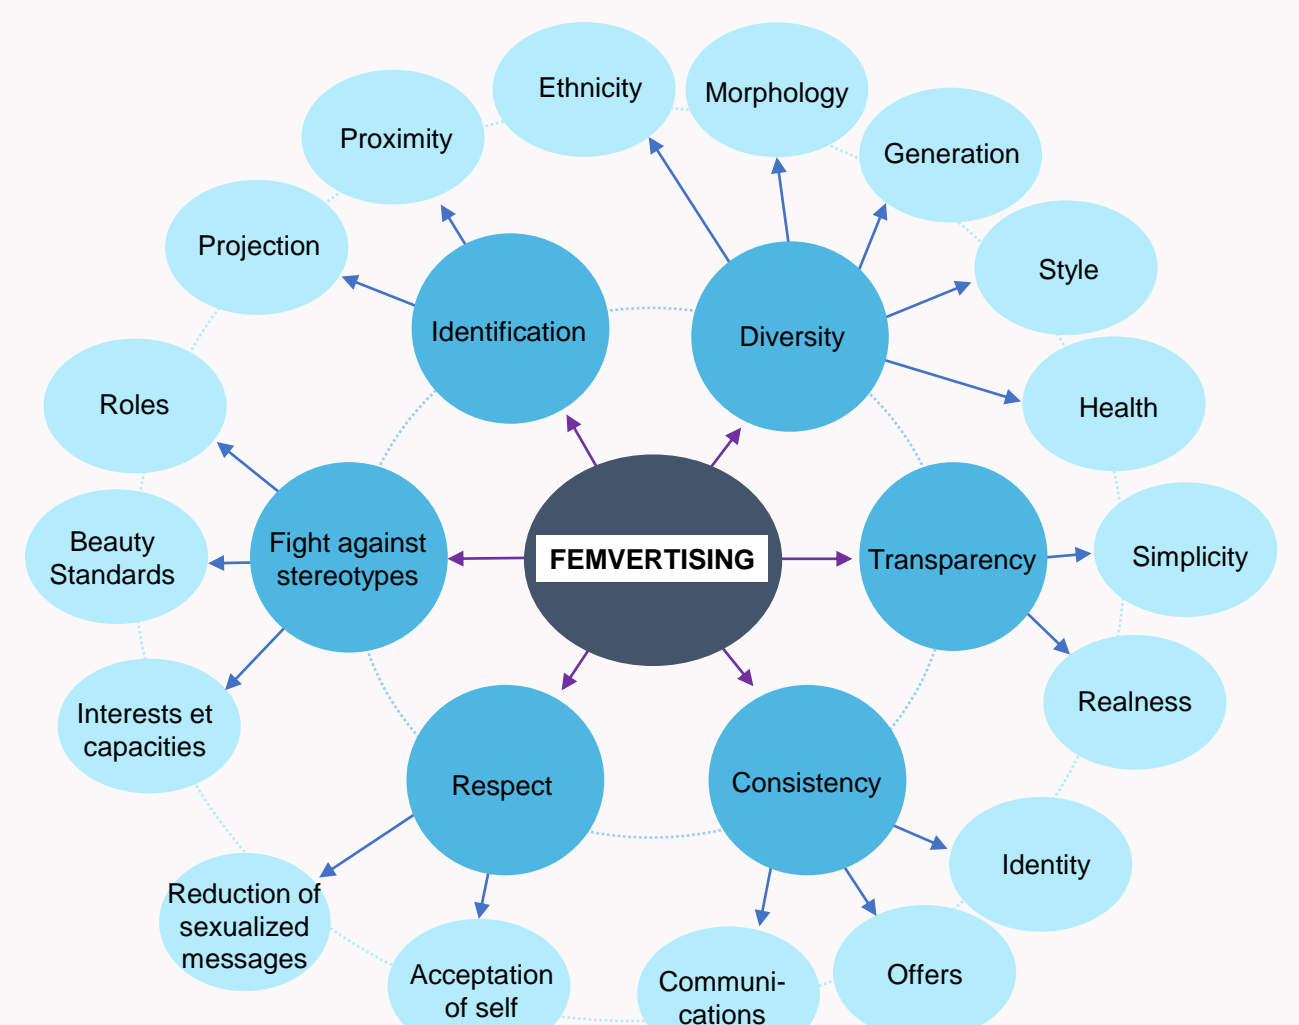 Ethnicity
Morphology
Proximity
Generation
Projection
Style
Identification
Diversity
Roles
Health
Beauty
Standards
Fight against
stereotypes
FEMVERTISING
Transparency
Simplicity
Interests et
capacities
Realness
Respect
Consistency
Identity
Reduction of
sexualized
messages
Acceptation
of self
Communi-
cations
Offers